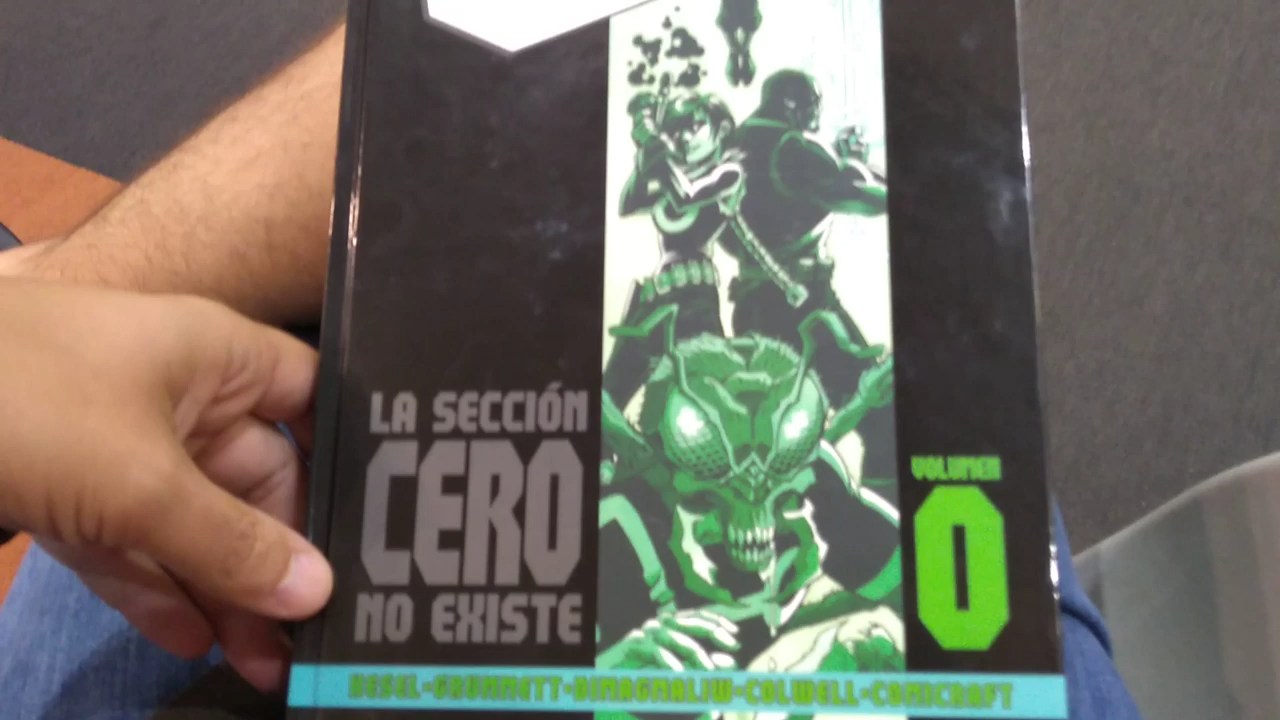 LA SECCIÓN
CERO
NO EXISTE
VOLUMEN
0
KESEL-GRUMMETT-DIMAGMALIW-COLWELL-COMICRAFT